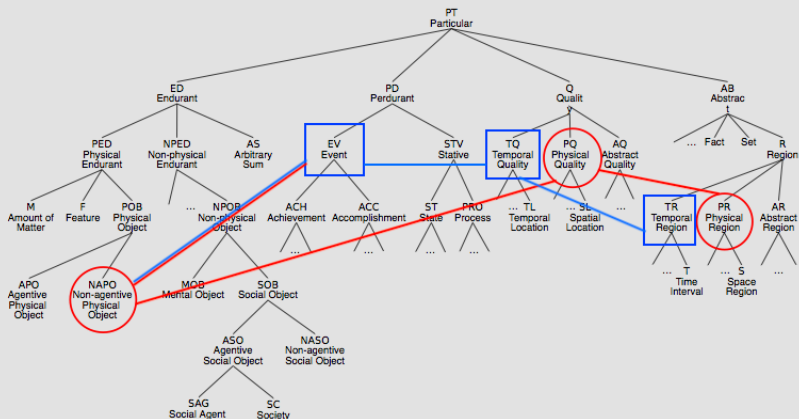 PT
Particular
ED
Endurant
PD
Perdurant
Q
Qualit
y
AB
Abstrac
t
PED
Physical
Endurant
NPED
Non-physical
Endurant
AS
Arbitrary
Sum
EV
Event
STV
Stative
TQ
Temporal
Quality
PQ
Physical
Quality
AQ
Abstract
Quality
... Fact Set
R
Region
M
Amount of
Matter
F
Feature
POB
Physical
Object
...
NPOB
Non-physical
Object
ACH
Achievement
ACC
Accomplishment
ST
State
PRO
Process
... TL
Temporal
Location
... SL
Spatial
Location
...
TR
Temporal
Region
PR
Physical
Region
AR
Abstract
Region
... ... ... ...
APO
Agentive
Physical
Object
NAPO
Non-agentive
Physical
Object
MOB
Mental Object
SOB
Social Object
... T
Time
Interval
... S
Space
Region
...
ASO
Agentive
Social Object
NASO
Non-agentive
Social Object
SAG
Social Agent
SC
Society